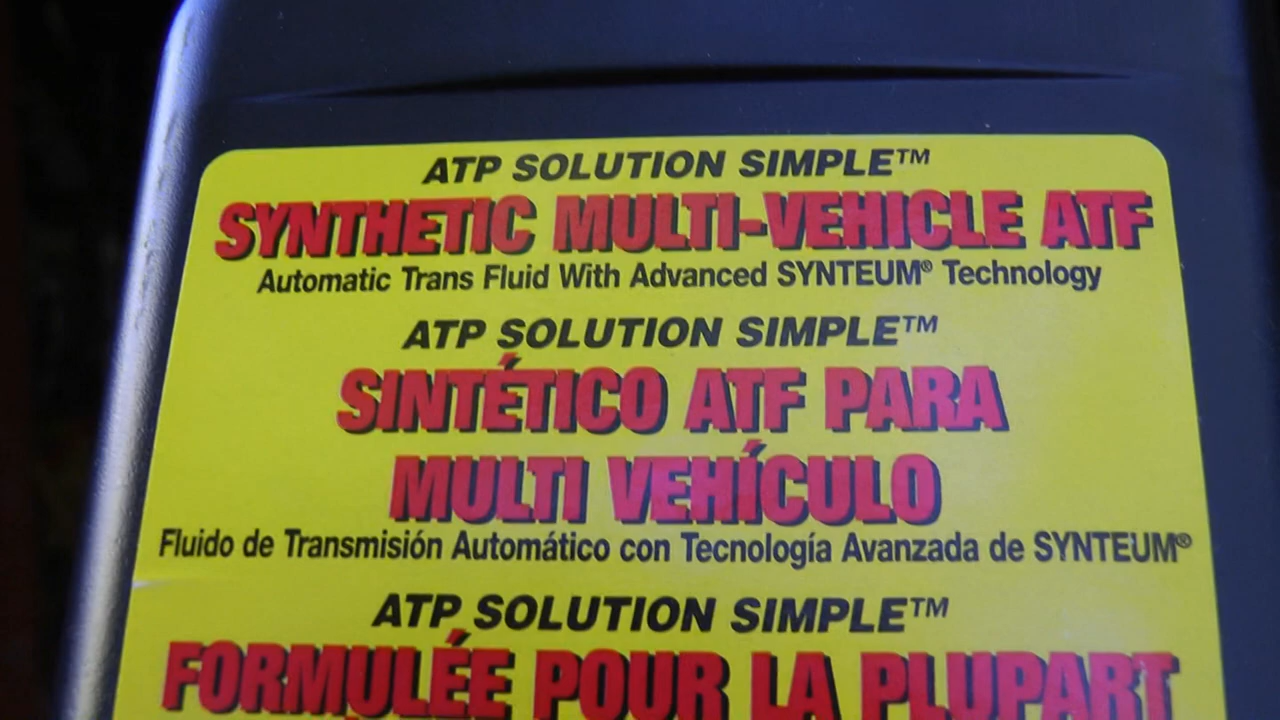 ATP SOLUTION SIMPLE™
SYNTHETIC MULTI-VEHICLE ATF
Automatic Trans Fluid With Advanced SYNTEUM® Technology
ATP SOLUTION SIMPLE™
SINTÉTICO ATF PARA
MULTI VEHÍCULO
Fluido de Transmisión Automático con Tecnología Avanzada de SYNTEUM®
ATP SOLUTION SIMPLE™
FORMULÉE POUR LA PLUPART